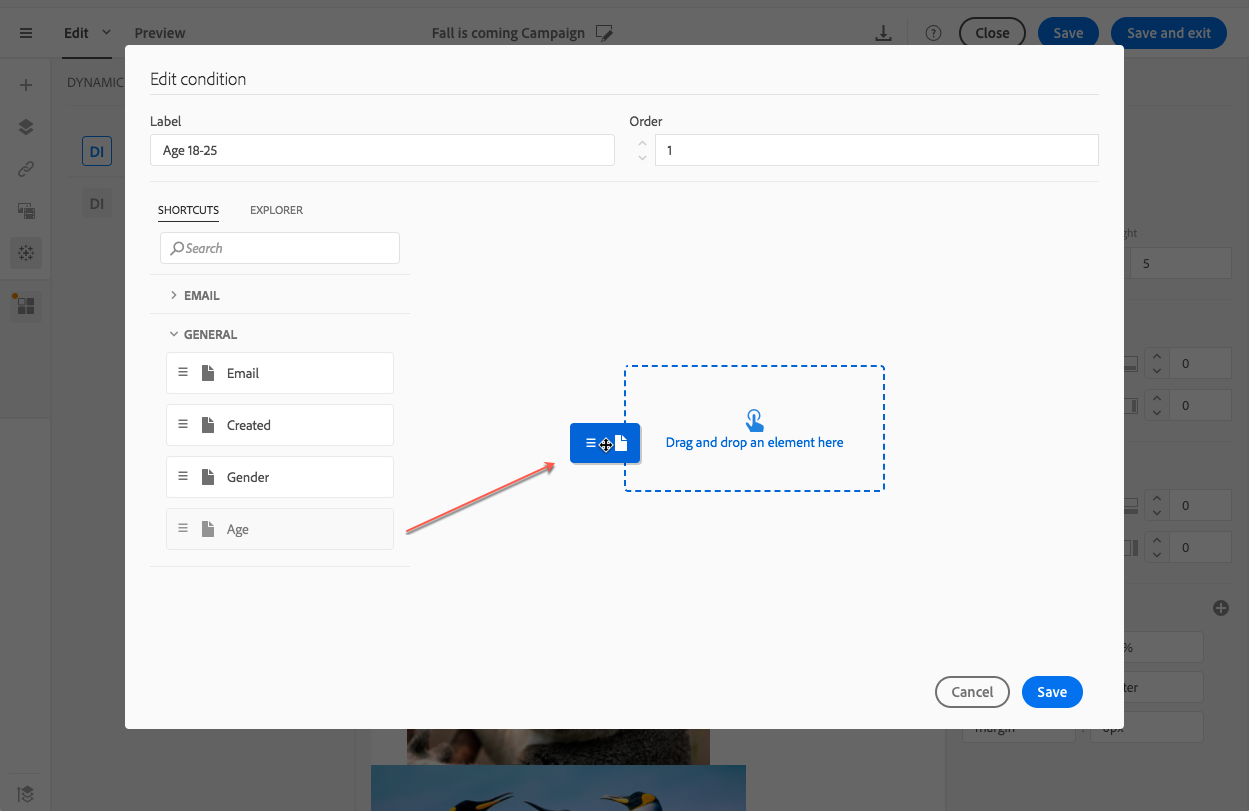 Edit
Preview
Fall is coming Campaign
?
Close
Save
Save and exit
DYNAMIC
DI
DI
Edit condition
Label
Order
Age 18-25
1
SHORTCUTS
EXPLORER
Search
EMAIL
GENERAL
Email
Created
Gender
Age
Drag and drop an element here
Cancel
Save
ght
5
0
0
0
0
%
ter
margin
:
0px